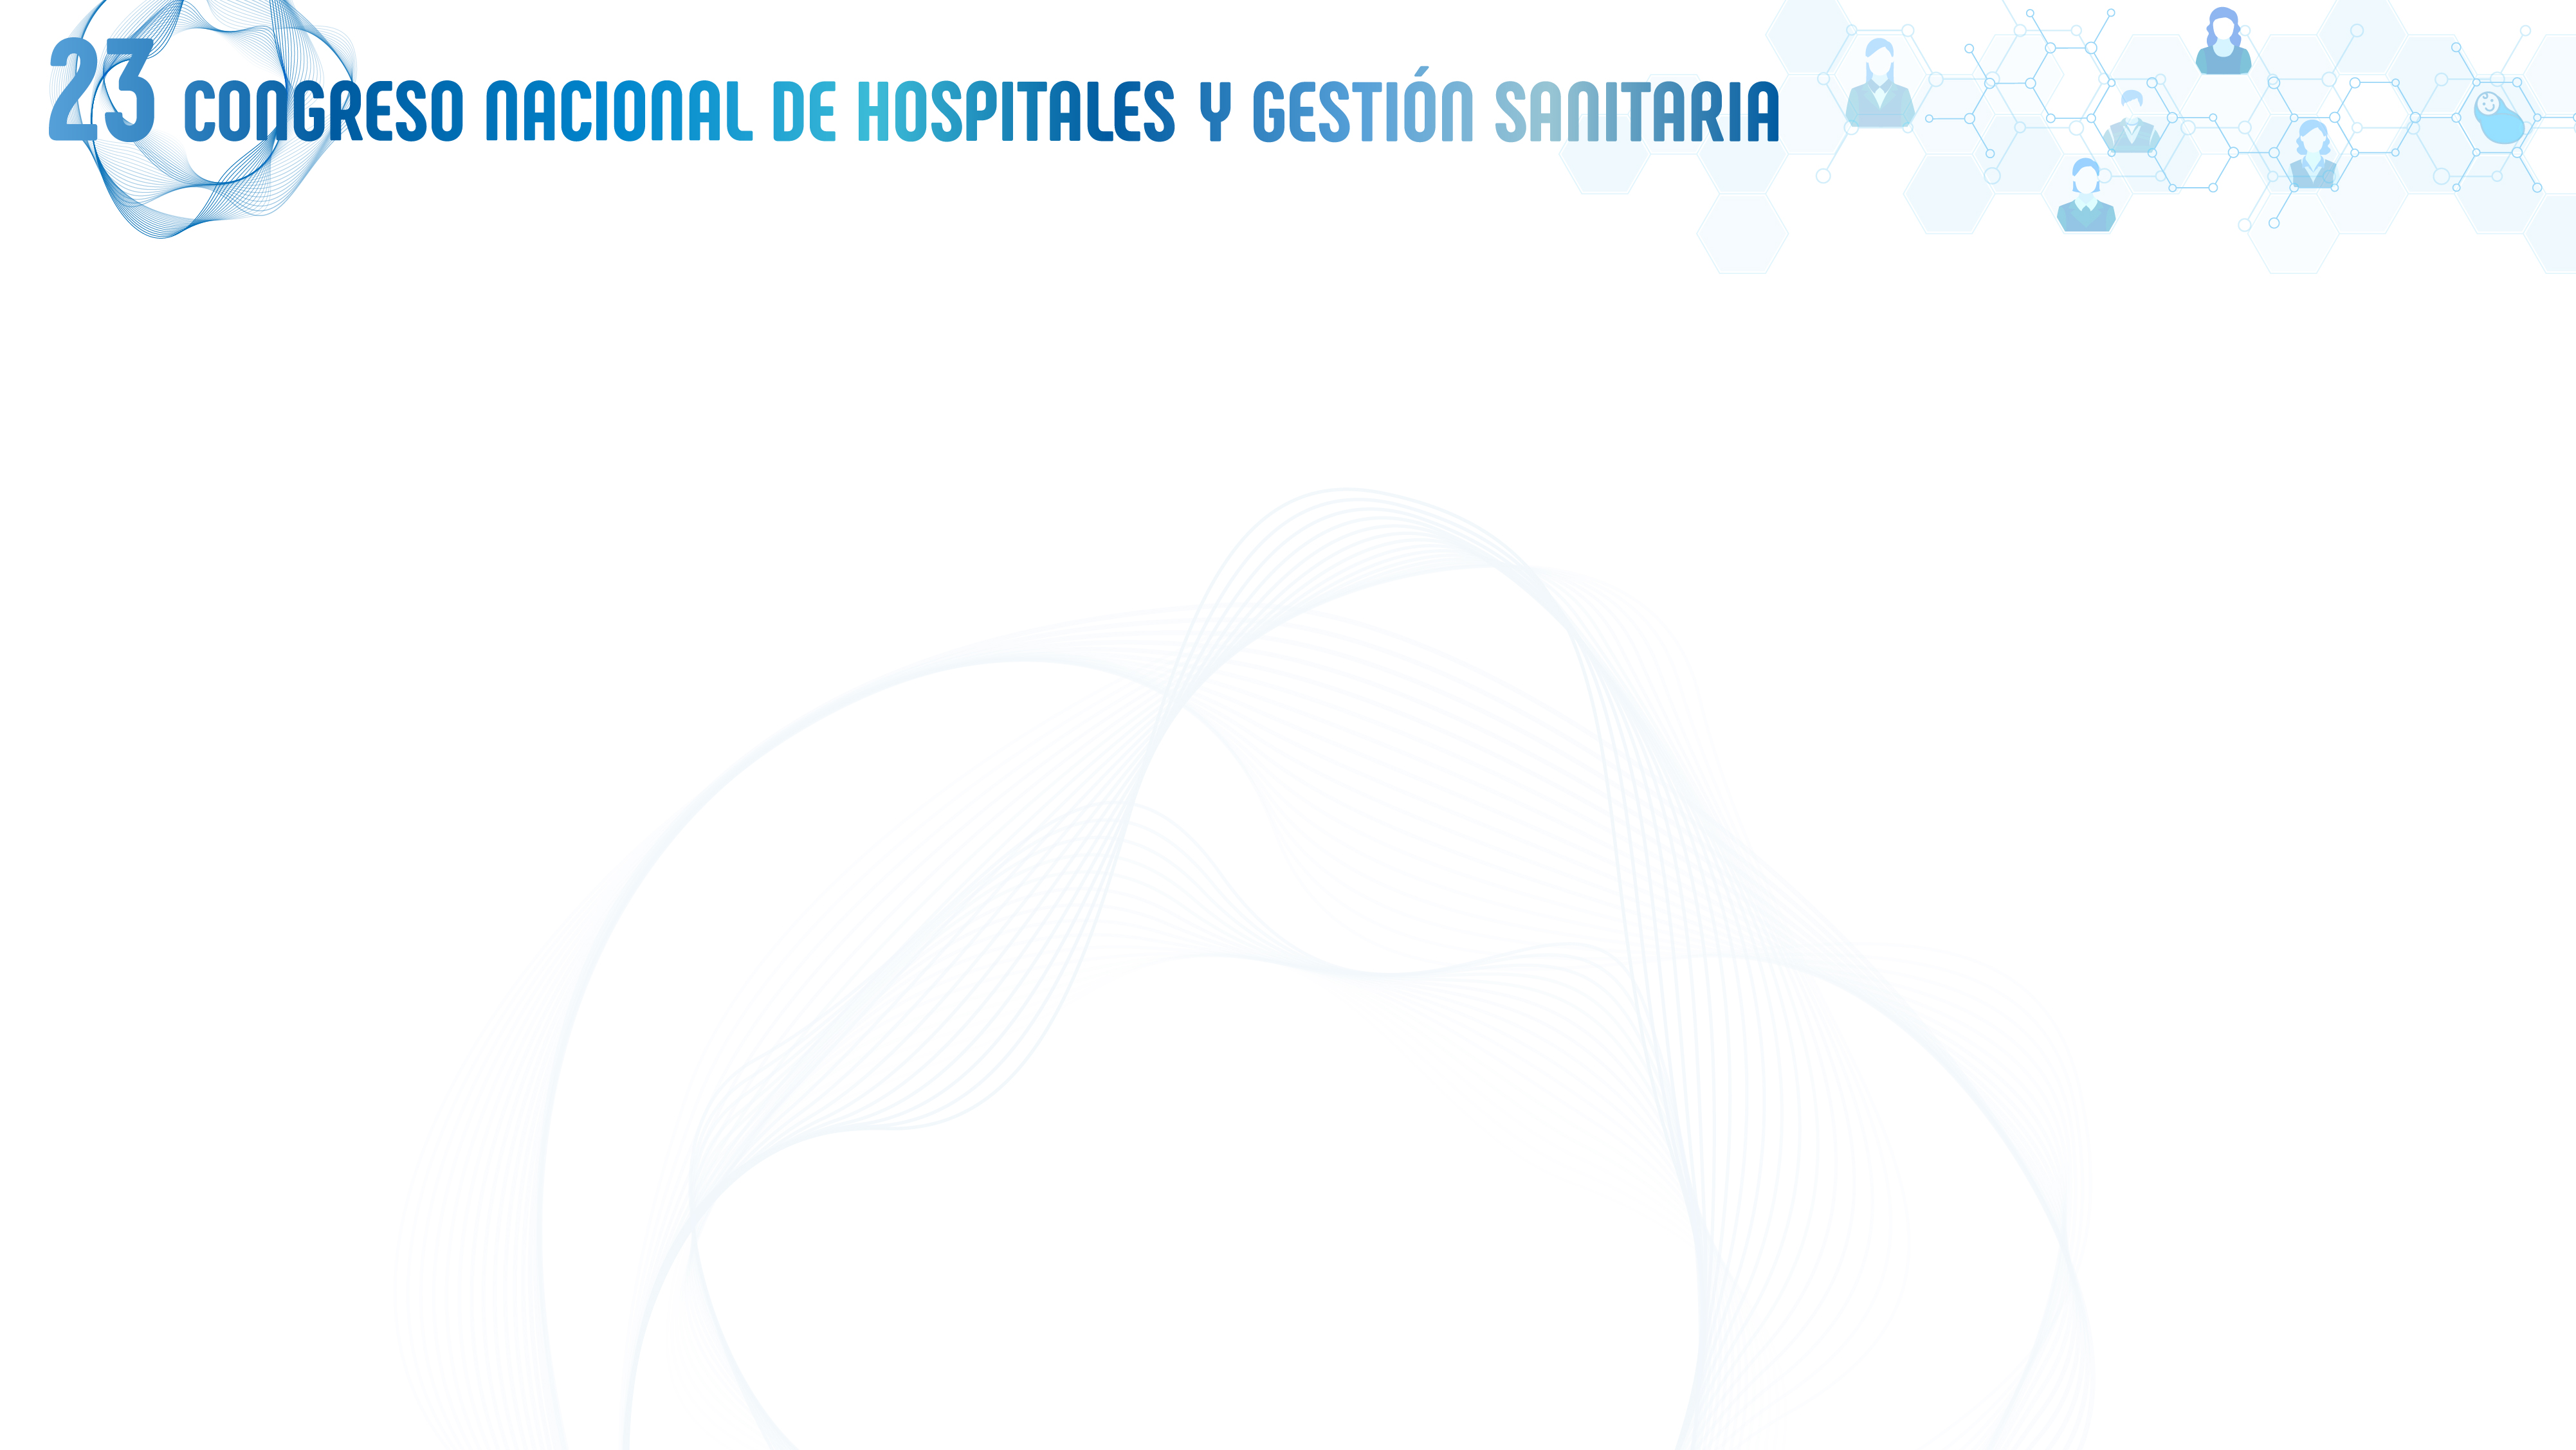 23 CONGRESO NACIONAL DE HOSPITALES Y GESTIÓN SANITARIA